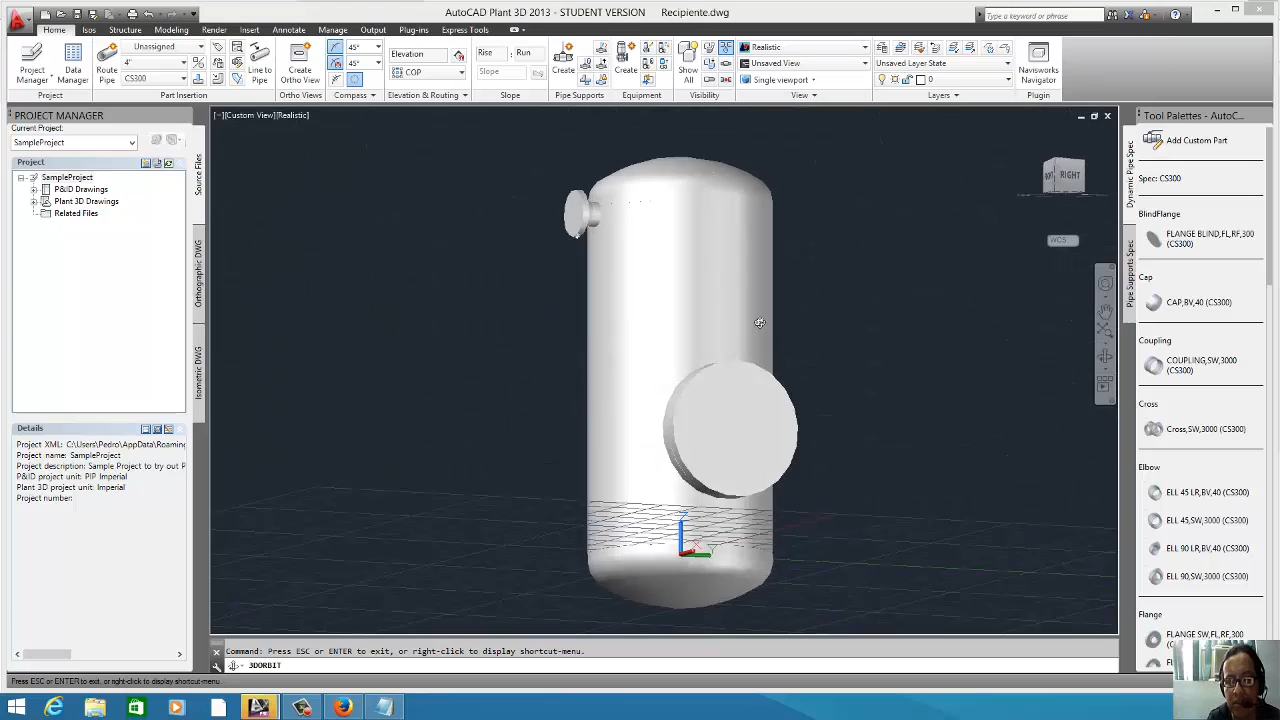 AutoCAD Plant 3D 2013 - STUDENT VERSION Recipiente.dwg
Type a keyword or phrase
Home Isos Structure Modeling Render Insert Annotate Manage Output Plug-ins Express Tools
Project Manager
Data Manager
Route Pipe
Unassigned
4"
CS300
Line to Pipe
Create Ortho View
45°
45°
Elevation
COP
Rise : Run
Slope
Create
Create
Show All
Realistic
Unsaved View
Single viewport
Unsaved Layer State
0
Navisworks Manager
Project Part Insertion Ortho Views Compass Elevation & Routing Slope Pipe Supports Equipment Visibility View Layers Plugin
PROJECT MANAGER
Current Project:
SampleProject
Project
SampleProject
P&ID Drawings
Plant 3D Drawings
Related Files
Source Files
Orthographic DWG
Isometric DWG
Details
Project XML: C:\Users\Pedro\AppData\Roaming
Project name: SampleProject
Project description: Sample Project to try out P
P&ID project unit: PIP Imperial
Plant 3D project unit: Imperial
Project number:
[-][Custom View][Realistic]
RIGHT
WCS
Z
Tool Palettes - AutoC...
Dynamic Pipe Spec
Pipe Supports Spec
Add Custom Part
Spec: CS300
BlindFlange
FLANGE BLIND,FL,RF,300
(CS300)
Cap
CAP,BV,40 (CS300)
Coupling
COUPLING,SW,3000
(CS300)
Cross
Cross,SW,3000 (CS300)
Elbow
ELL 45 LR,BV,40 (CS300)
ELL 45,SW,3000 (CS300)
ELL 90 LR,BV,40 (CS300)
ELL 90,SW,3000 (CS300)
Flange
FLANGE SW,FL,RF,300
Command: Press ESC or ENTER to exit, or right-click to display shortcut-menu.
3DORBIT
Press ESC or ENTER to exit, or right-click to display shortcut-menu.